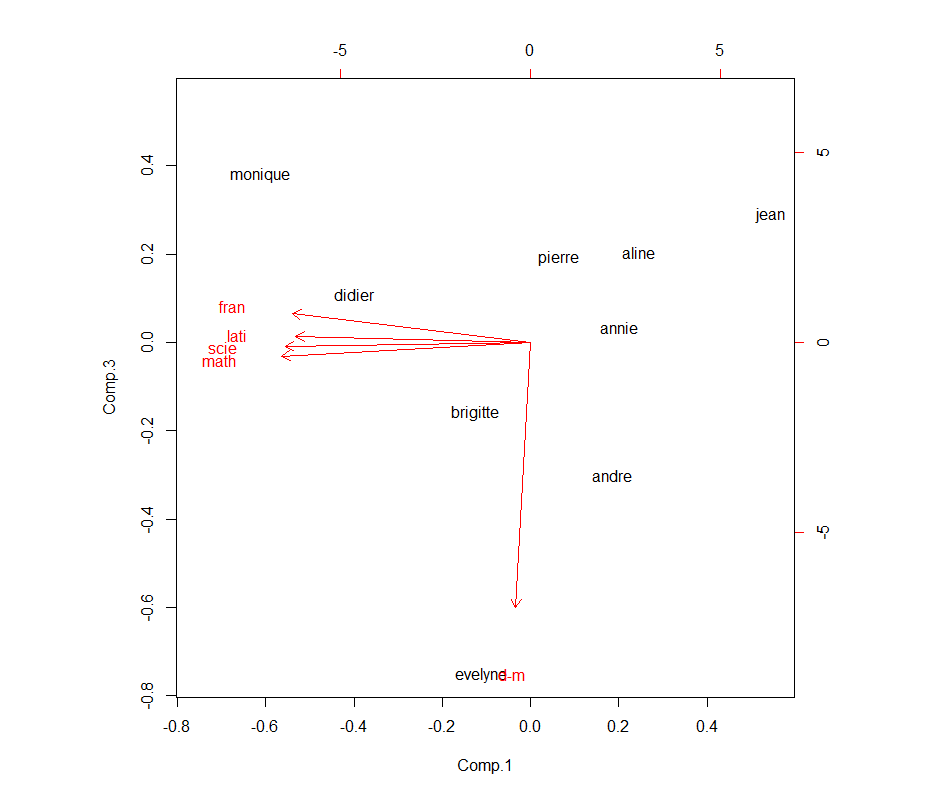 -5 0 5
monique
jean
pierre aline
didier
fran
annie
lati
scie
math
brigitte
andre
evelyne d-m
0.4
0.2
0.0
-0.2
-0.4
-0.6
-0.8
5
0
-5
-0.8 -0.6 -0.4 -0.2 0.0 0.2 0.4
Comp.3
Comp.1